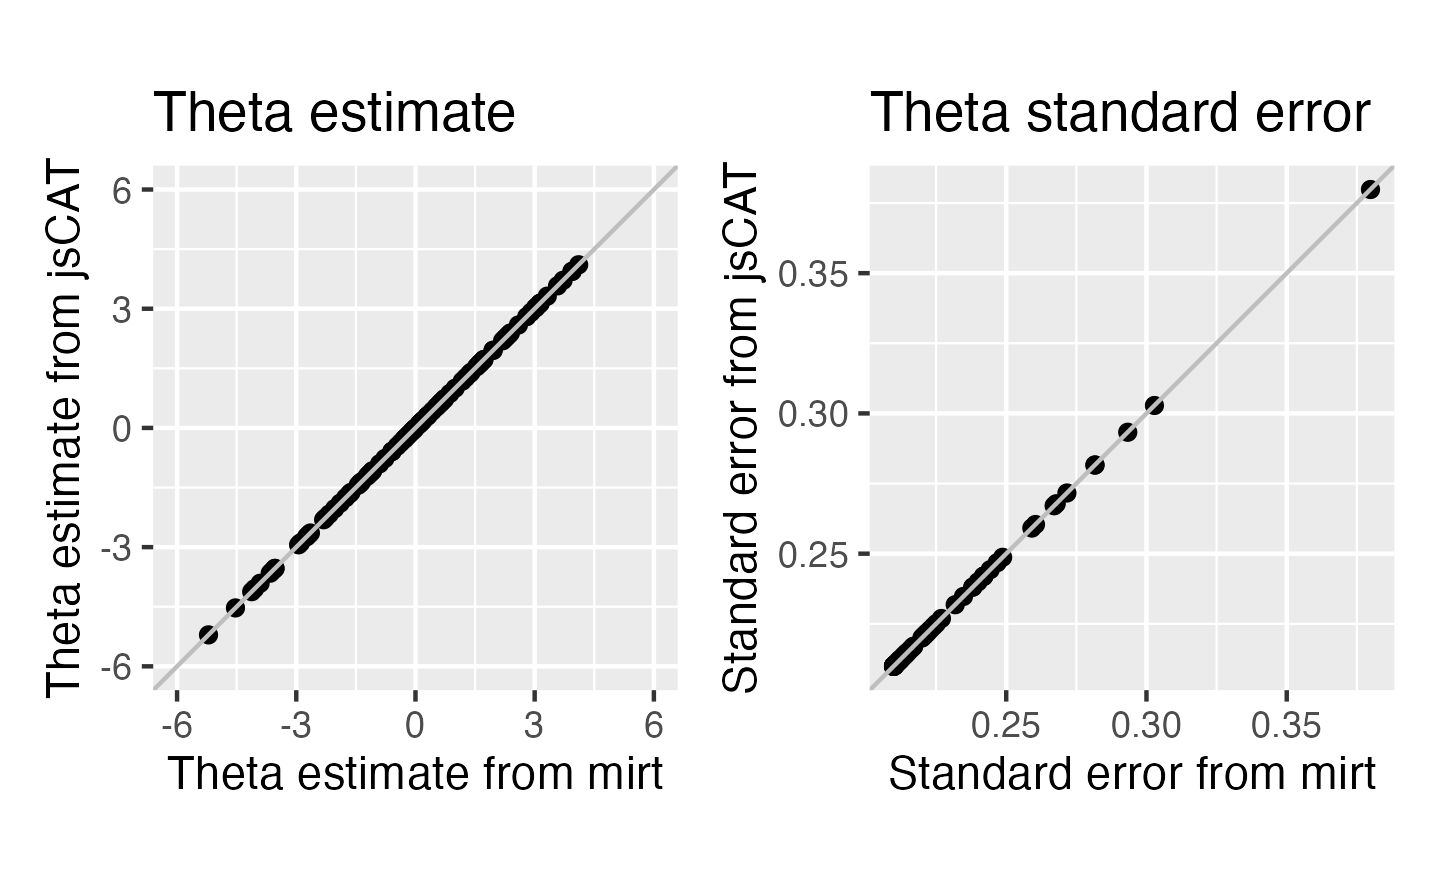 Theta estimate
Theta estimate from jsCAT
6
3
0
-3
-6
-6 -3 0 3 6
Theta estimate from mirt
Theta standard error
Standard error from jsCAT
0.35
0.30
0.25
0.25 0.30 0.35
Standard error from mirt